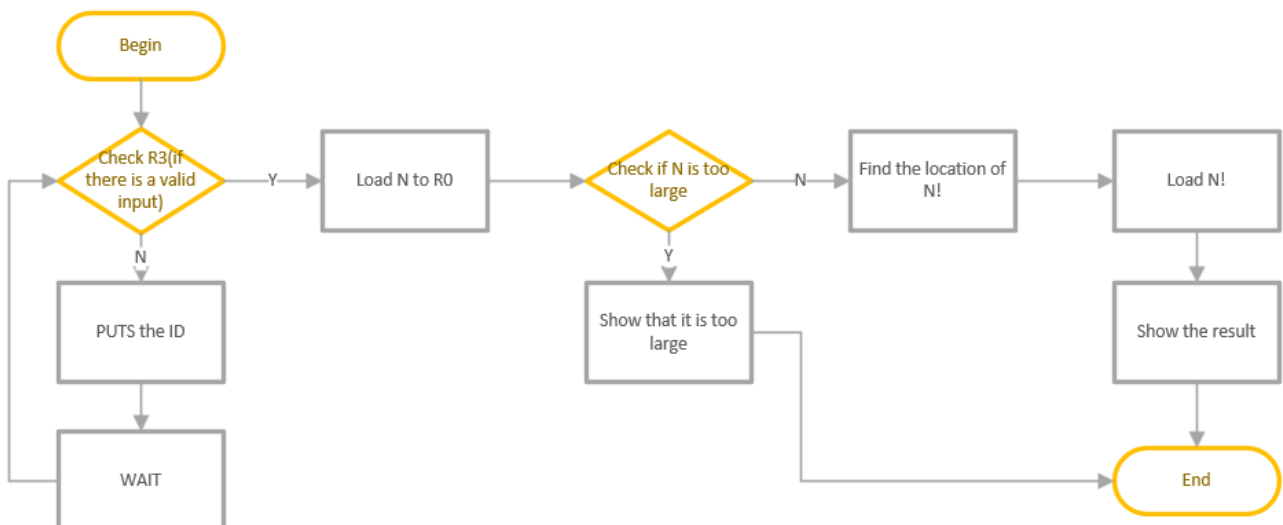 Begin
Check R3(if
there is a valid
input)
Y
Load N to R0
Check if N is too
large
N
Find the location of
N!
Load N!
N
Y
PUTS the ID
Show that it is too
large
Show the result
WAIT
End